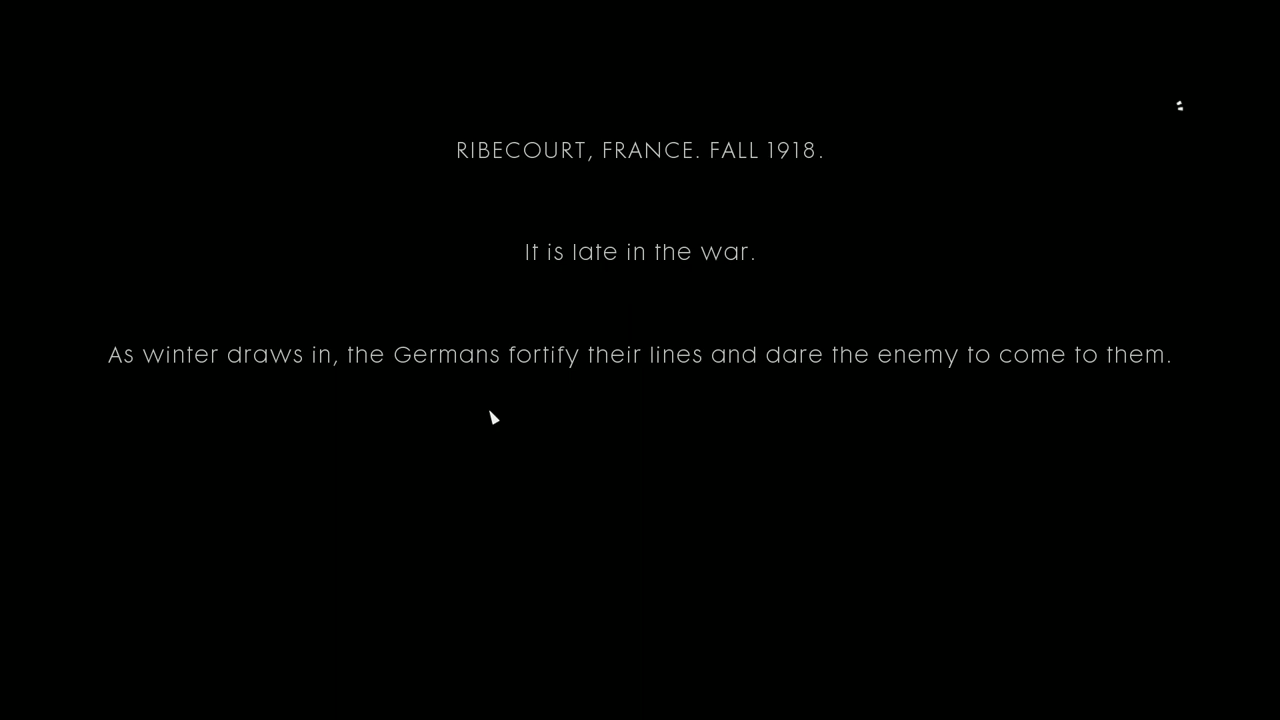 RIBECOURT, FRANCE. FALL 1918.
It is late in the war.
As winter draws in, the Germans fortify their lines and dare the enemy to come to them.